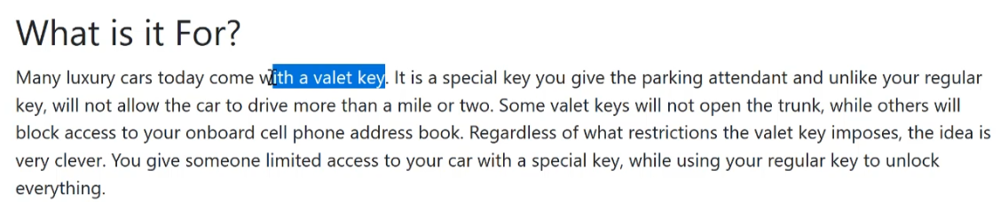 What is it For?
Many luxury cars today come with a valet key. It is a special key you give the parking attendant and unlike your regular
key, will not allow the car to drive more than a mile or two. Some valet keys will not open the trunk, while others will
block access to your onboard cell phone address book. Regardless of what restrictions the valet key imposes, the idea is
very clever. You give someone limited access to your car with a special key, while using your regular key to unlock
everything.